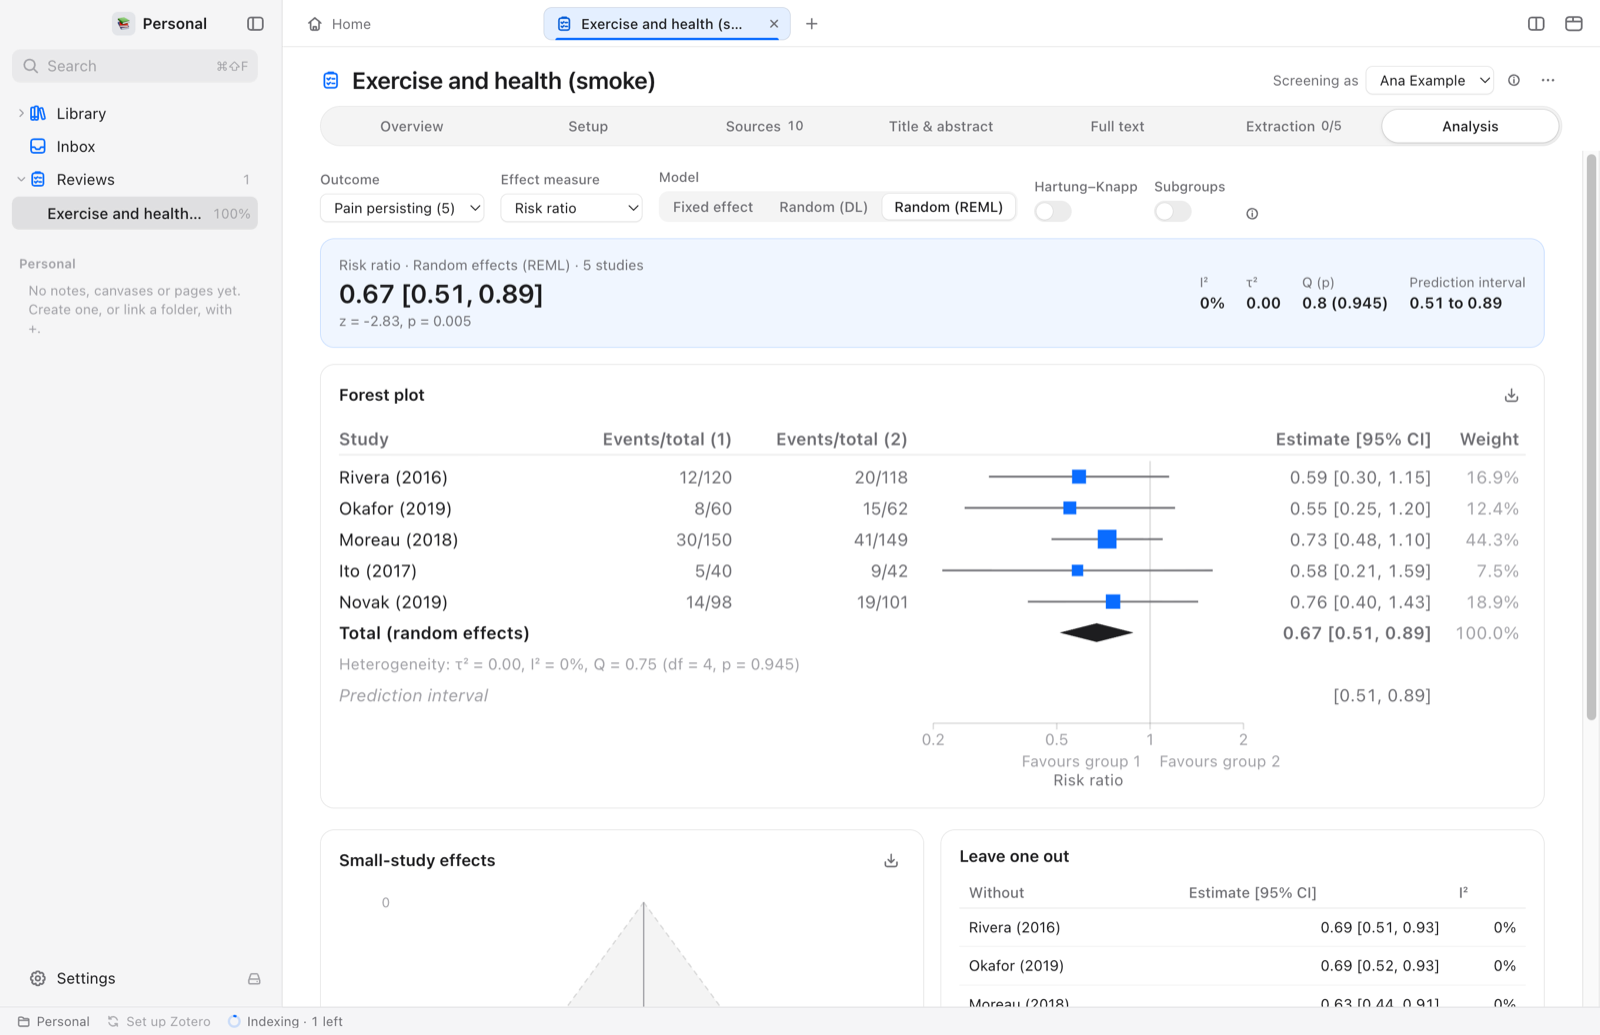 Personal
Search ⌘⇧F
Library
Inbox
Reviews 1
Exercise and health... 100%
Personal
No notes, canvases or pages yet.
Create one, or link a folder, with
+.
Settings
Home
Exercise and health (s...
Exercise and health (smoke)
Screening as Ana Example
Overview Setup Sources 10 Title & abstract Full text Extraction 0/5 Analysis
Outcome Effect measure Model Hartung–Knapp Subgroups
Pain persisting (5) Risk ratio Fixed effect Random (DL) Random (REML)
Risk ratio · Random effects (REML) · 5 studies
0.67 [0.51, 0.89]
z = -2.83, p = 0.005
I² τ² Q (p) Prediction interval
0% 0.00 0.8 (0.945) 0.51 to 0.89
Forest plot
Study Events/total (1) Events/total (2) Estimate [95% CI] Weight
Rivera (2016) 12/120 20/118 0.59 [0.30, 1.15] 16.9%
Okafor (2019) 8/60 15/62 0.55 [0.25, 1.20] 12.4%
Moreau (2018) 30/150 41/149 0.73 [0.48, 1.10] 44.3%
Ito (2017) 5/40 9/42 0.58 [0.21, 1.59] 7.5%
Novak (2019) 14/98 19/101 0.76 [0.40, 1.43] 18.9%
Total (random effects) 0.67 [0.51, 0.89] 100.0%
Heterogeneity: τ² = 0.00, I² = 0%, Q = 0.75 (df = 4, p = 0.945)
Prediction interval [0.51, 0.89]
0.2 0.5 1 2
Favours group 1 Favours group 2
Risk ratio
Small-study effects
0
Leave one out
Without Estimate [95% CI] I²
Rivera (2016) 0.69 [0.51, 0.93] 0%
Okafor (2019) 0.69 [0.52, 0.93] 0%
Moreau (2018) 0.63 [0.44, 0.91] 0%
Personal Set up Zotero Indexing · 1 left